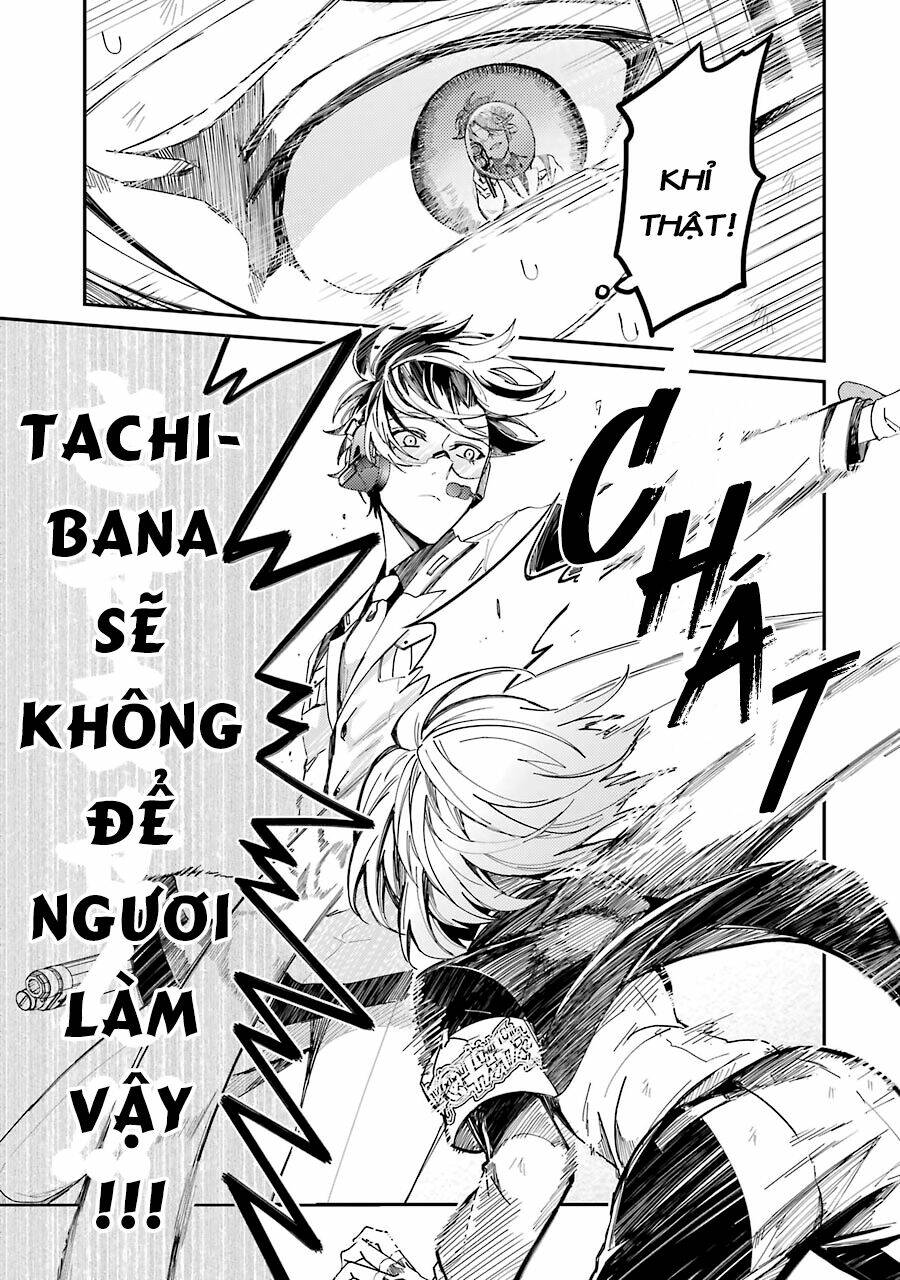 KHỈ
THẬT!
CHÁT
TACHI-
BANA
SẼ
KHÔNG
ĐỂ
NGƯƠI
LÀM
VẬY
!!!